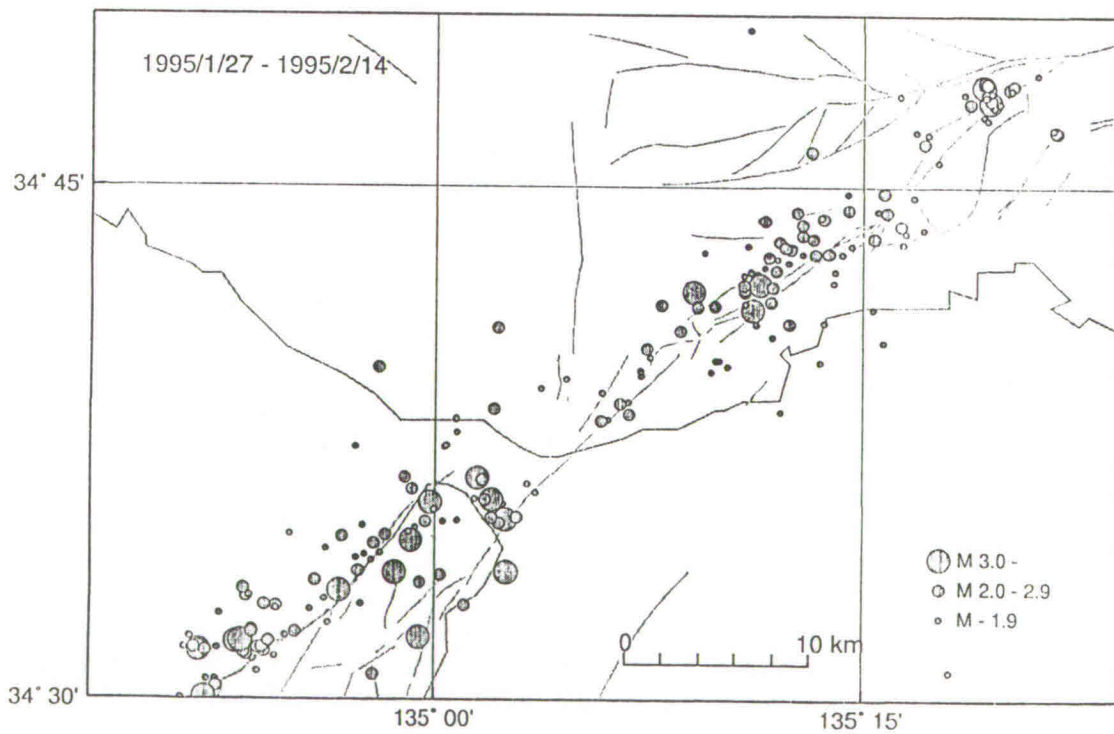 1995/1/27 - 1995/2/14
34° 45'
M 3.0 -
M 2.0 - 2.9
M - 1.9
0 10 km
34° 30'
135° 00' 135° 15'